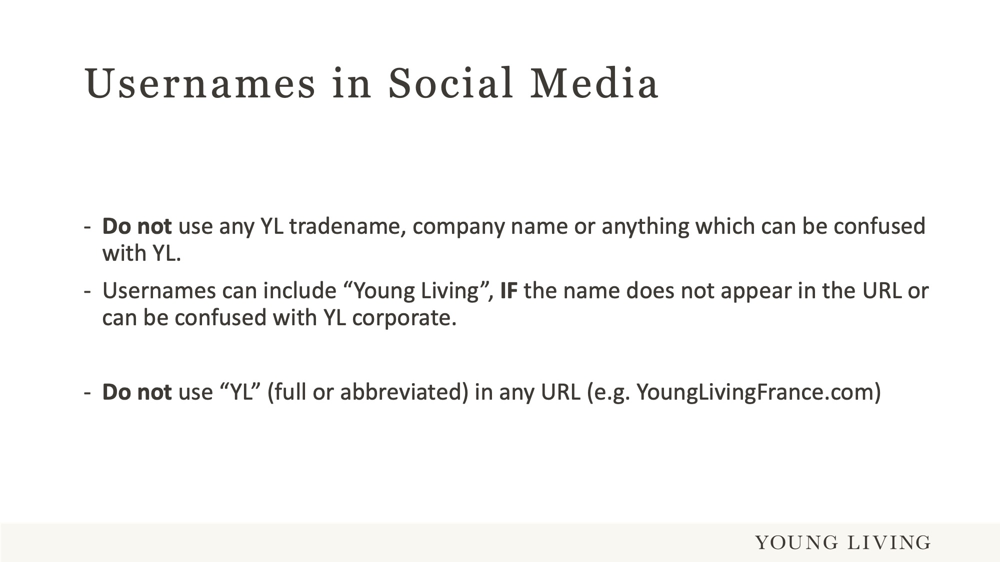 Usernames in Social Media
- Do not use any YL tradename, company name or anything which can be confused
with YL.
- Usernames can include “Young Living”, IF the name does not appear in the URL or
can be confused with YL corporate.
- Do not use “YL” (full or abbreviated) in any URL (e.g. YoungLivingFrance.com)
YOUNG LIVING